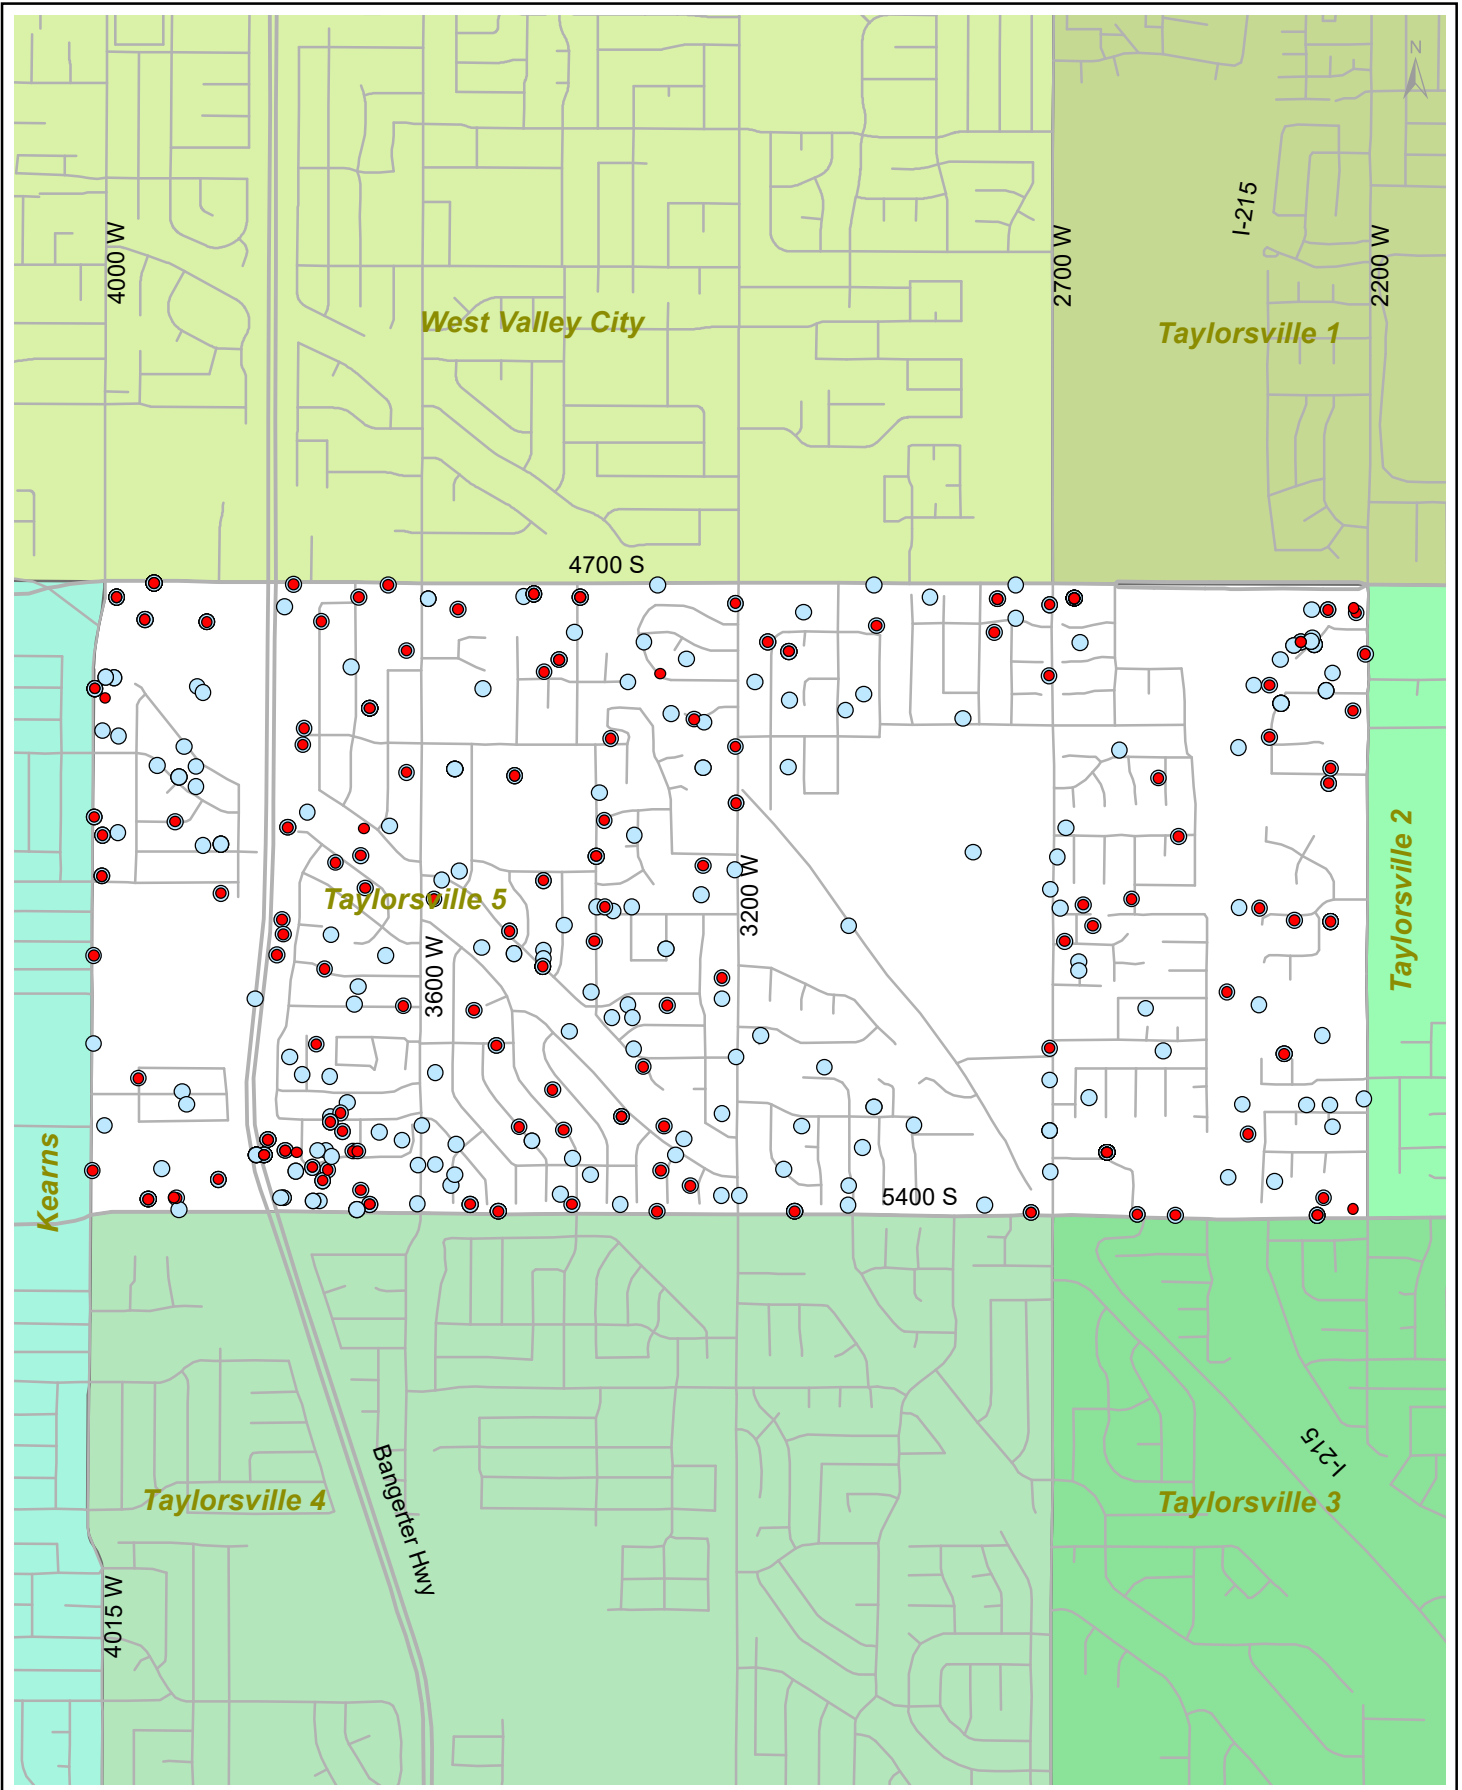 N
I-215
4000 W
2700 W
2200 W
West Valley City
Taylorsville 1
4700 S
Taylorsville 2
3200 W
Taylorsville 5
3600 W
Kearns
5400 S
I-215
Bangerter Hwy
Taylorsville 4
Taylorsville 3
4015 W